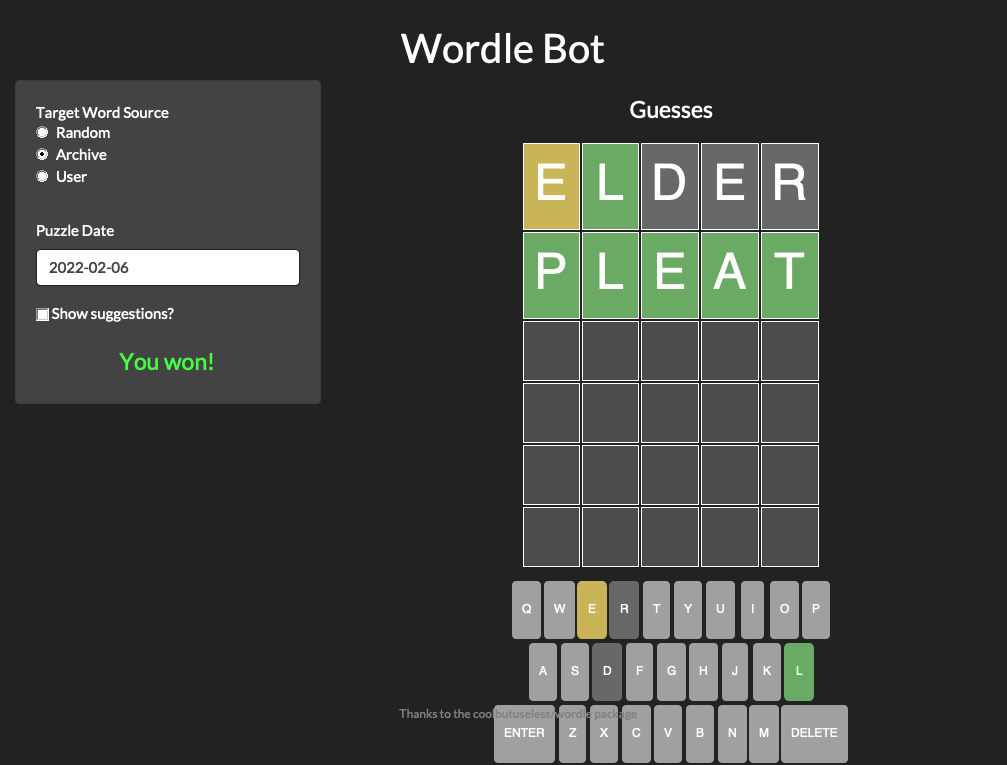 Wordle Bot
Target Word Source
Random
Archive
User
Puzzle Date
2022-02-06
Show suggestions?
You won!
Guesses
E L D E R
P L E A T
Q W E R T Y U I O P
A S D F G H J K L
ENTER Z X C V B N M DELETE
Thanks to the coolbutuseless/wordle package